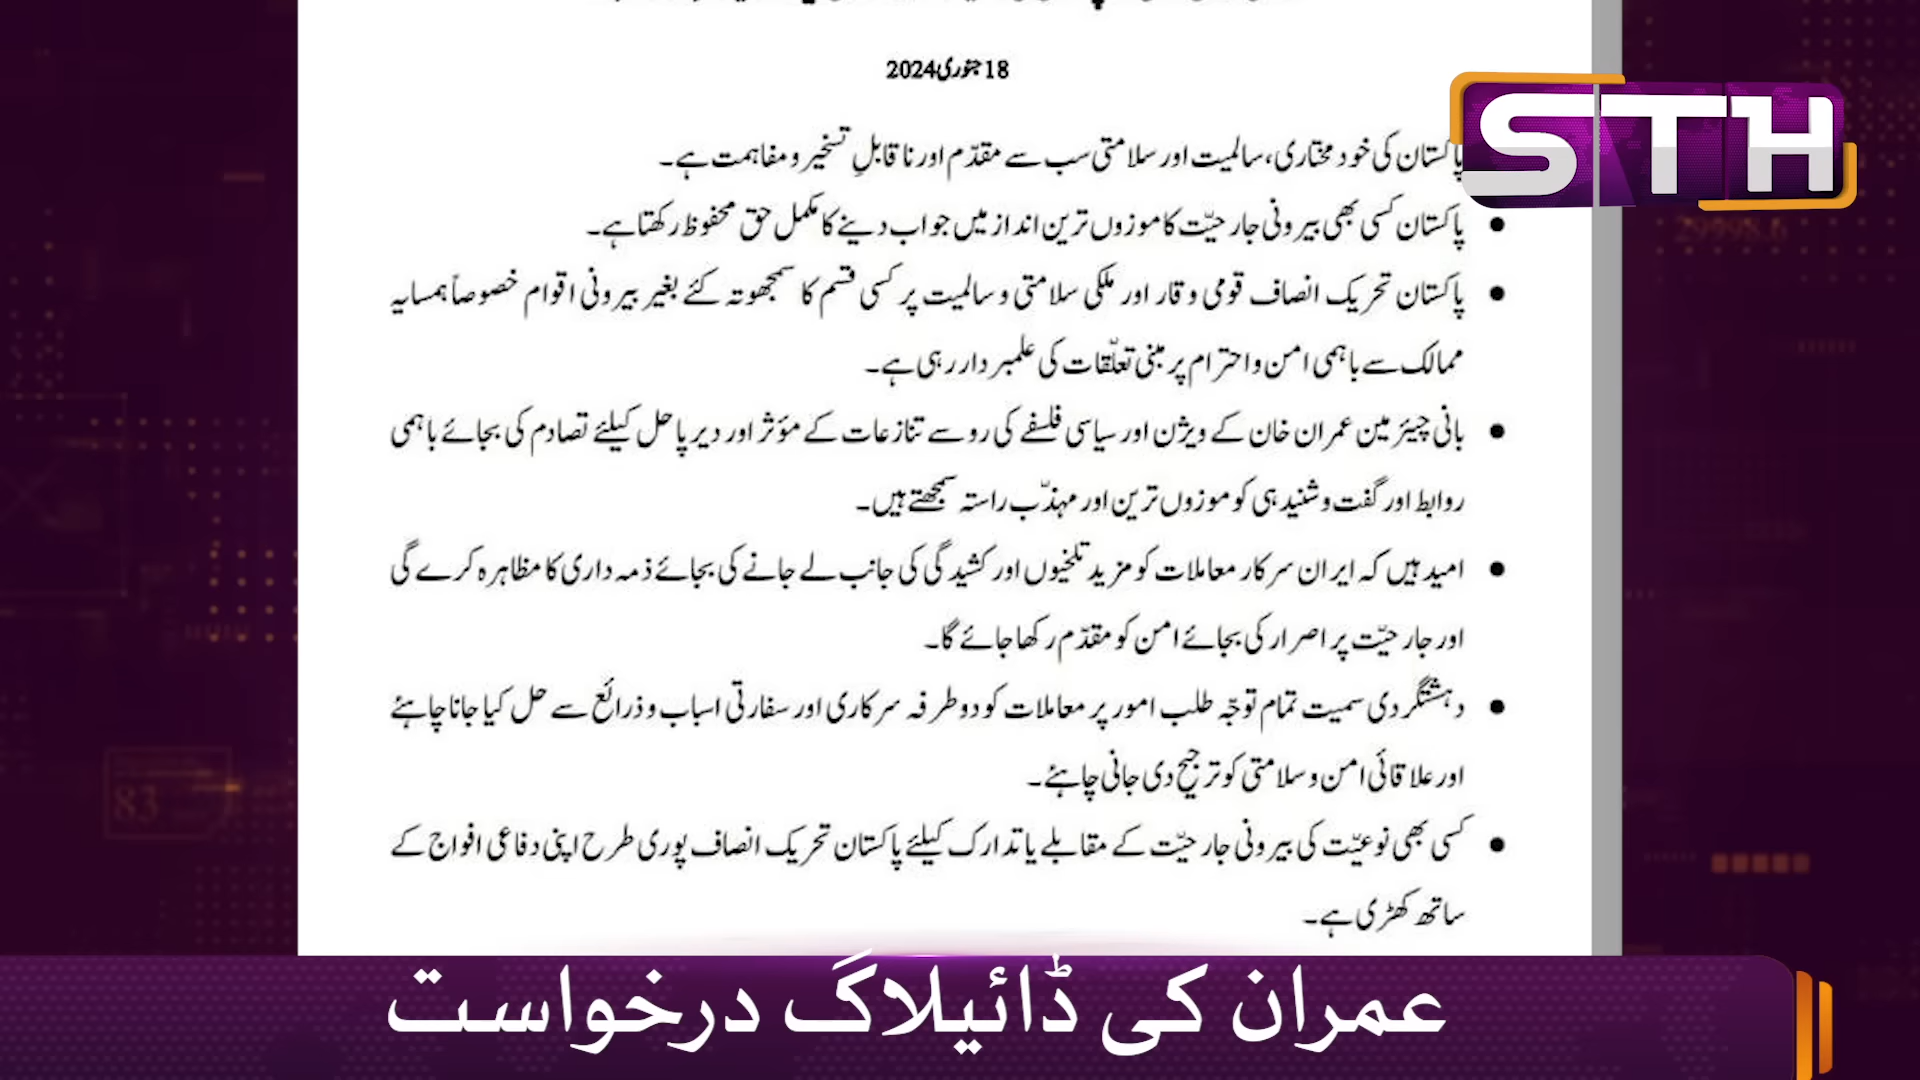 18 جنوری 2024
پاکستان کی خود مختاری، سالمیت اور سلامتی سب سے مقدّم اور نا قابلِ تسخیر و مفاہمت ہے۔
STH
• پاکستان کسی بھی بیرونی جارحیّت کا موزوں ترین انداز میں جواب دینے کا مکمل حق محفوظ رکھتا ہے۔
• پاکستان تحریک انصاف قومی وقار اور ملکی سلامتی و سالمیت پر کسی قسم کا سمجھوتہ کئے بغیر بیرونی اقوام خصوصاً ہمسایہ
ممالک سے باہمی امن و احترام پر مبنی تعلّقات کی علمبردار رہی ہے۔
• بانی چیئرمین عمران خان کے ویژن اور سیاسی فلسفے کی رو سے تنازعات کے مؤثر اور دیرپا حل کیلئے تصادم کی بجائے باہمی
روابط اور گفت و شنید ہی کو موزوں ترین اور مہذّب راستہ سمجھتے ہیں۔
• امید ہیں کہ ایران سرکار معاملات کو مزید تلخیوں اور کشیدگی کی جانب لے جانے کی بجائے ذمہ داری کا مظاہرہ کرے گی
اور جارحیّت پر اصرار کی بجائے امن کو مقدّم رکھا جائے گا۔
• دہشتگردی سمیت تمام توجّہ طلب امور پر معاملات کو دو طرفہ سرکاری اور سفارتی اسباب و ذرائع سے حل کیا جانا چاہئے
اور علاقائی امن و سلامتی کو ترجیح دی جانی چاہئے۔
• کسی بھی نوعیّت کی بیرونی جارحیّت کے مقابلے یا تدارک کیلئے پاکستان تحریک انصاف پوری طرح اپنی دفاعی افواج کے
ساتھ کھڑی ہے۔
عمران کی ڈائیلاگ درخواست
29998.6
83